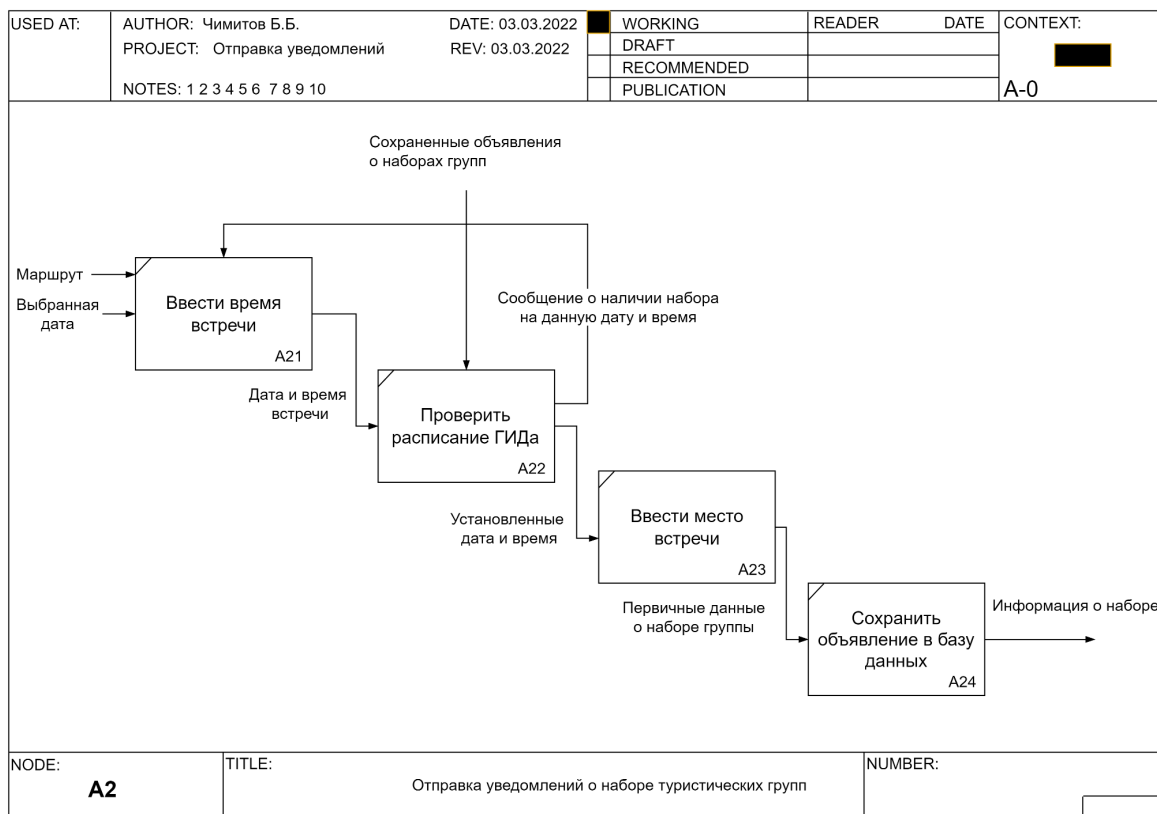 USED AT:
AUTHOR: Чимитов Б.Б.
DATE: 03.03.2022
PROJECT: Отправка уведомлений
REV: 03.03.2022
NOTES: 1 2 3 4 5 6 7 8 9 10
WORKING
DRAFT
RECOMMENDED
PUBLICATION
READER DATE
CONTEXT:
A-0
Сохраненные объявления
о наборах групп
Маршрут
Выбранная
дата
Ввести время
встречи
A21
Сообщение о наличии набора
на данную дату и время
Дата и время
встречи
Проверить
расписание ГИДа
A22
Установленные
дата и время
Ввести место
встречи
A23
Первичные данные
о наборе группы
Сохранить
объявление в базу
данных
A24
Информация о наборе
NODE:
A2
TITLE:
Отправка уведомлений о наборе туристических групп
NUMBER: